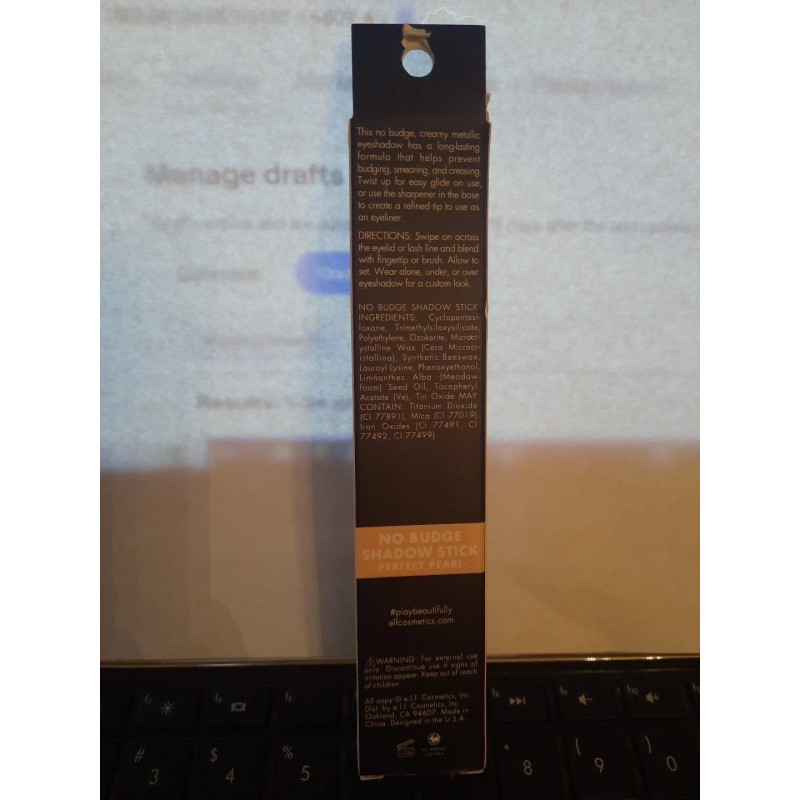 Manage drafts
This no budge, creamy metallic
eyeshadow has a long-lasting
formula that helps prevent
budging, smearing, and creasing.
Twist up for easy glide on use,
or use the sharpener in the base
to create a refined tip to use as
an eyeliner.
DIRECTIONS: Swipe on across
the eyelid or lash line and blend
with fingertip or brush. Allow to
set. Wear alone, under, or over
eyeshadow for a custom look.
NO BUDGE SHADOW STICK
INGREDIENTS: Cyclopentasi-
loxane, Trimethylsiloxysilicate,
Polyethylene, Ozokerite, Microcr-
ystalline Wax (Cera Microcr-
istallina), Synthetic Beeswax,
Lauroyl Lysine, Phenoxyethanol,
Limnanthes Alba (Meadow-
foam) Seed Oil, Tocopheryl
Acetate (Ve), Tin Oxide MAY
CONTAIN: Titanium Dioxide
(CI 77891), Mica (CI 77019),
Iron Oxides (CI 77491, CI
77492, CI 77499)
NO BUDGE
SHADOW STICK
-PERFECT PEARL-
#playbeautifully
elfcosmetics.com
WARNING: For external use
only. Discontinue use if signs of
irritation appear. Keep out of reach
of children.
All copy © e.l.f. Cosmetics, Inc.
Dist. by e.l.f. Cosmetics, Inc.
Oakland, CA 94607. Made in
China. Designed in the U.S.A.
# $ % * ( )
3 4 5 8 9 0